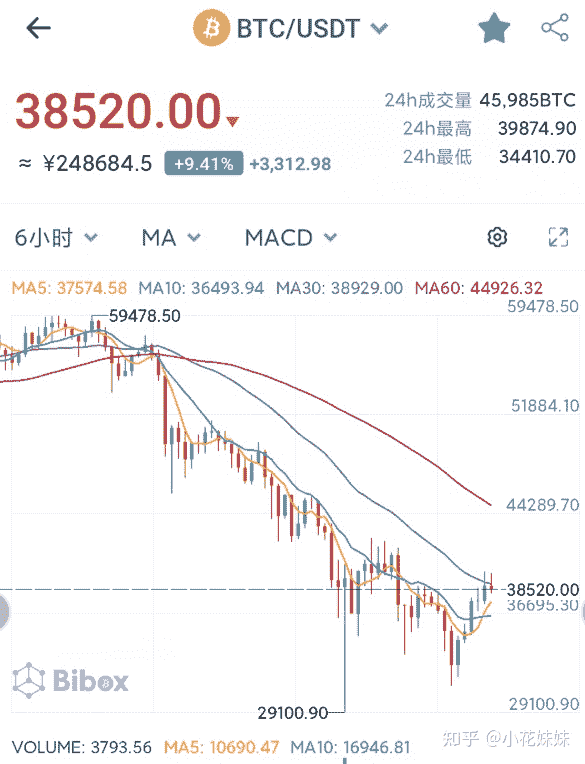 BTC/USDT
38520.00
≈ ¥248684.5 +9.41% +3,312.98
24h成交量 45,985BTC
24h最高 39874.90
24h最低 34410.70
6小时 MA MACD
MA5: 37574.58 MA10: 36493.94 MA30: 38929.00 MA60: 44926.32
59478.50
59478.50
51884.10
44289.70
38520.00
36695.30
Bibox
29100.90
29100.90
知乎 @小花妹妹
VOLUME: 3793.56 MA5: 10690.47 MA10: 16946.81